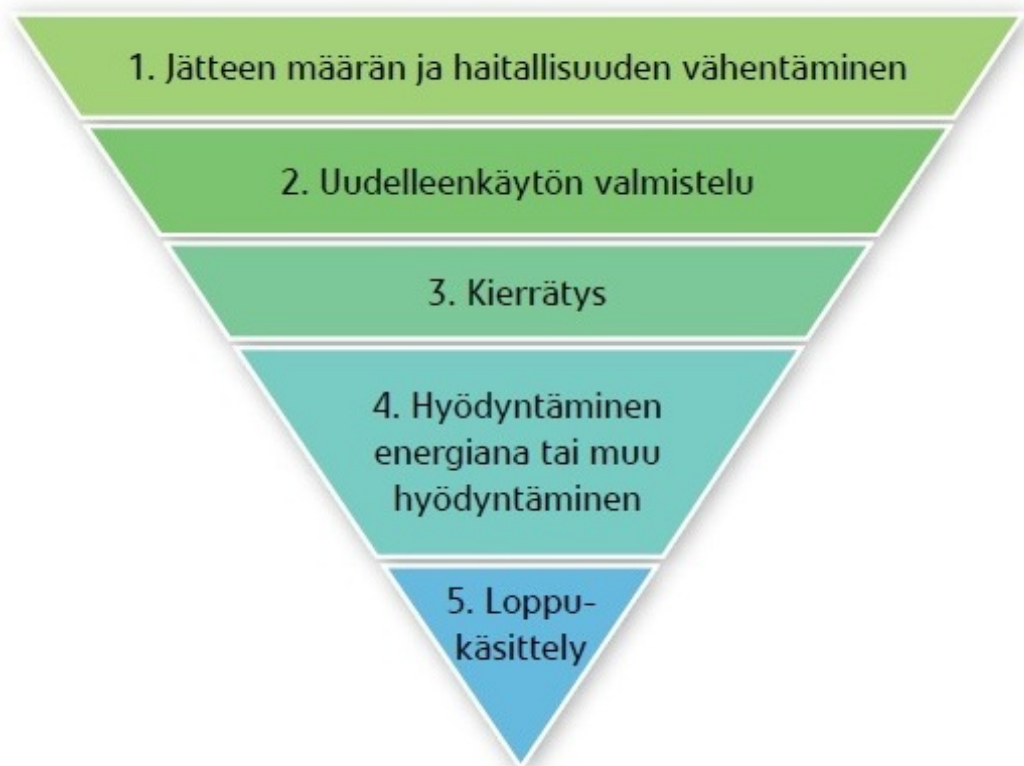 1. Jätteen määrän ja haitallisuuden vähentäminen
2. Uudelleenkäytön valmistelu
3. Kierrätys
4. Hyödyntäminen
energiana tai muu
hyödyntäminen
5. Loppu-
käsittely